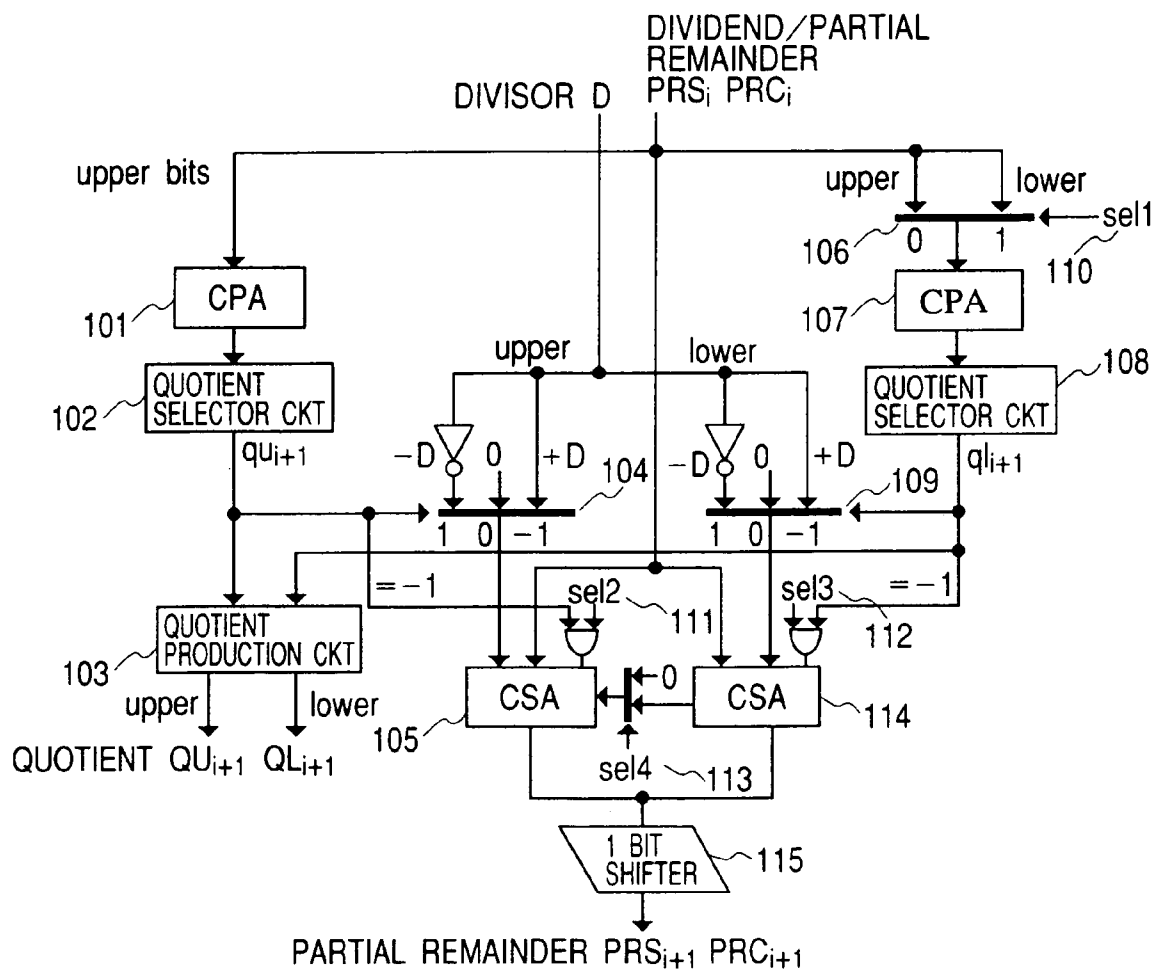 DIVIDEND/PARTIAL
REMAINDER
DIVISOR D PRSi PRCi
upper bits
upper lower
sel1
106 0 1
110
CPA
101
CPA
107
upper lower
108
QUOTIENT
SELECTOR CKT
102
QUOTIENT
SELECTOR CKT
qui+1
-D 0 +D 104
-D 0 +D
qli+1
109
1 0 -1
1 0 -1
=-1
sel2
111
sel3
=-1
112
QUOTIENT
PRODUCTION CKT
103
upper lower
CSA
105
0
CSA
114
QUOTIENT QUi+1 QLi+1
sel4
113
1 BIT
SHIFTER
115
PARTIAL REMAINDER PRSi+1 PRCi+1